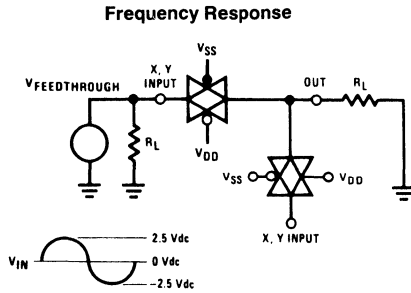 Frequency Response
VSS
X, Y
INPUT
VFEEDTHROUGH
OUT
RL
RL
VDD
VSS
VDD
X, Y INPUT
2.5 Vdc
VIN
0 Vdc
−2.5 Vdc